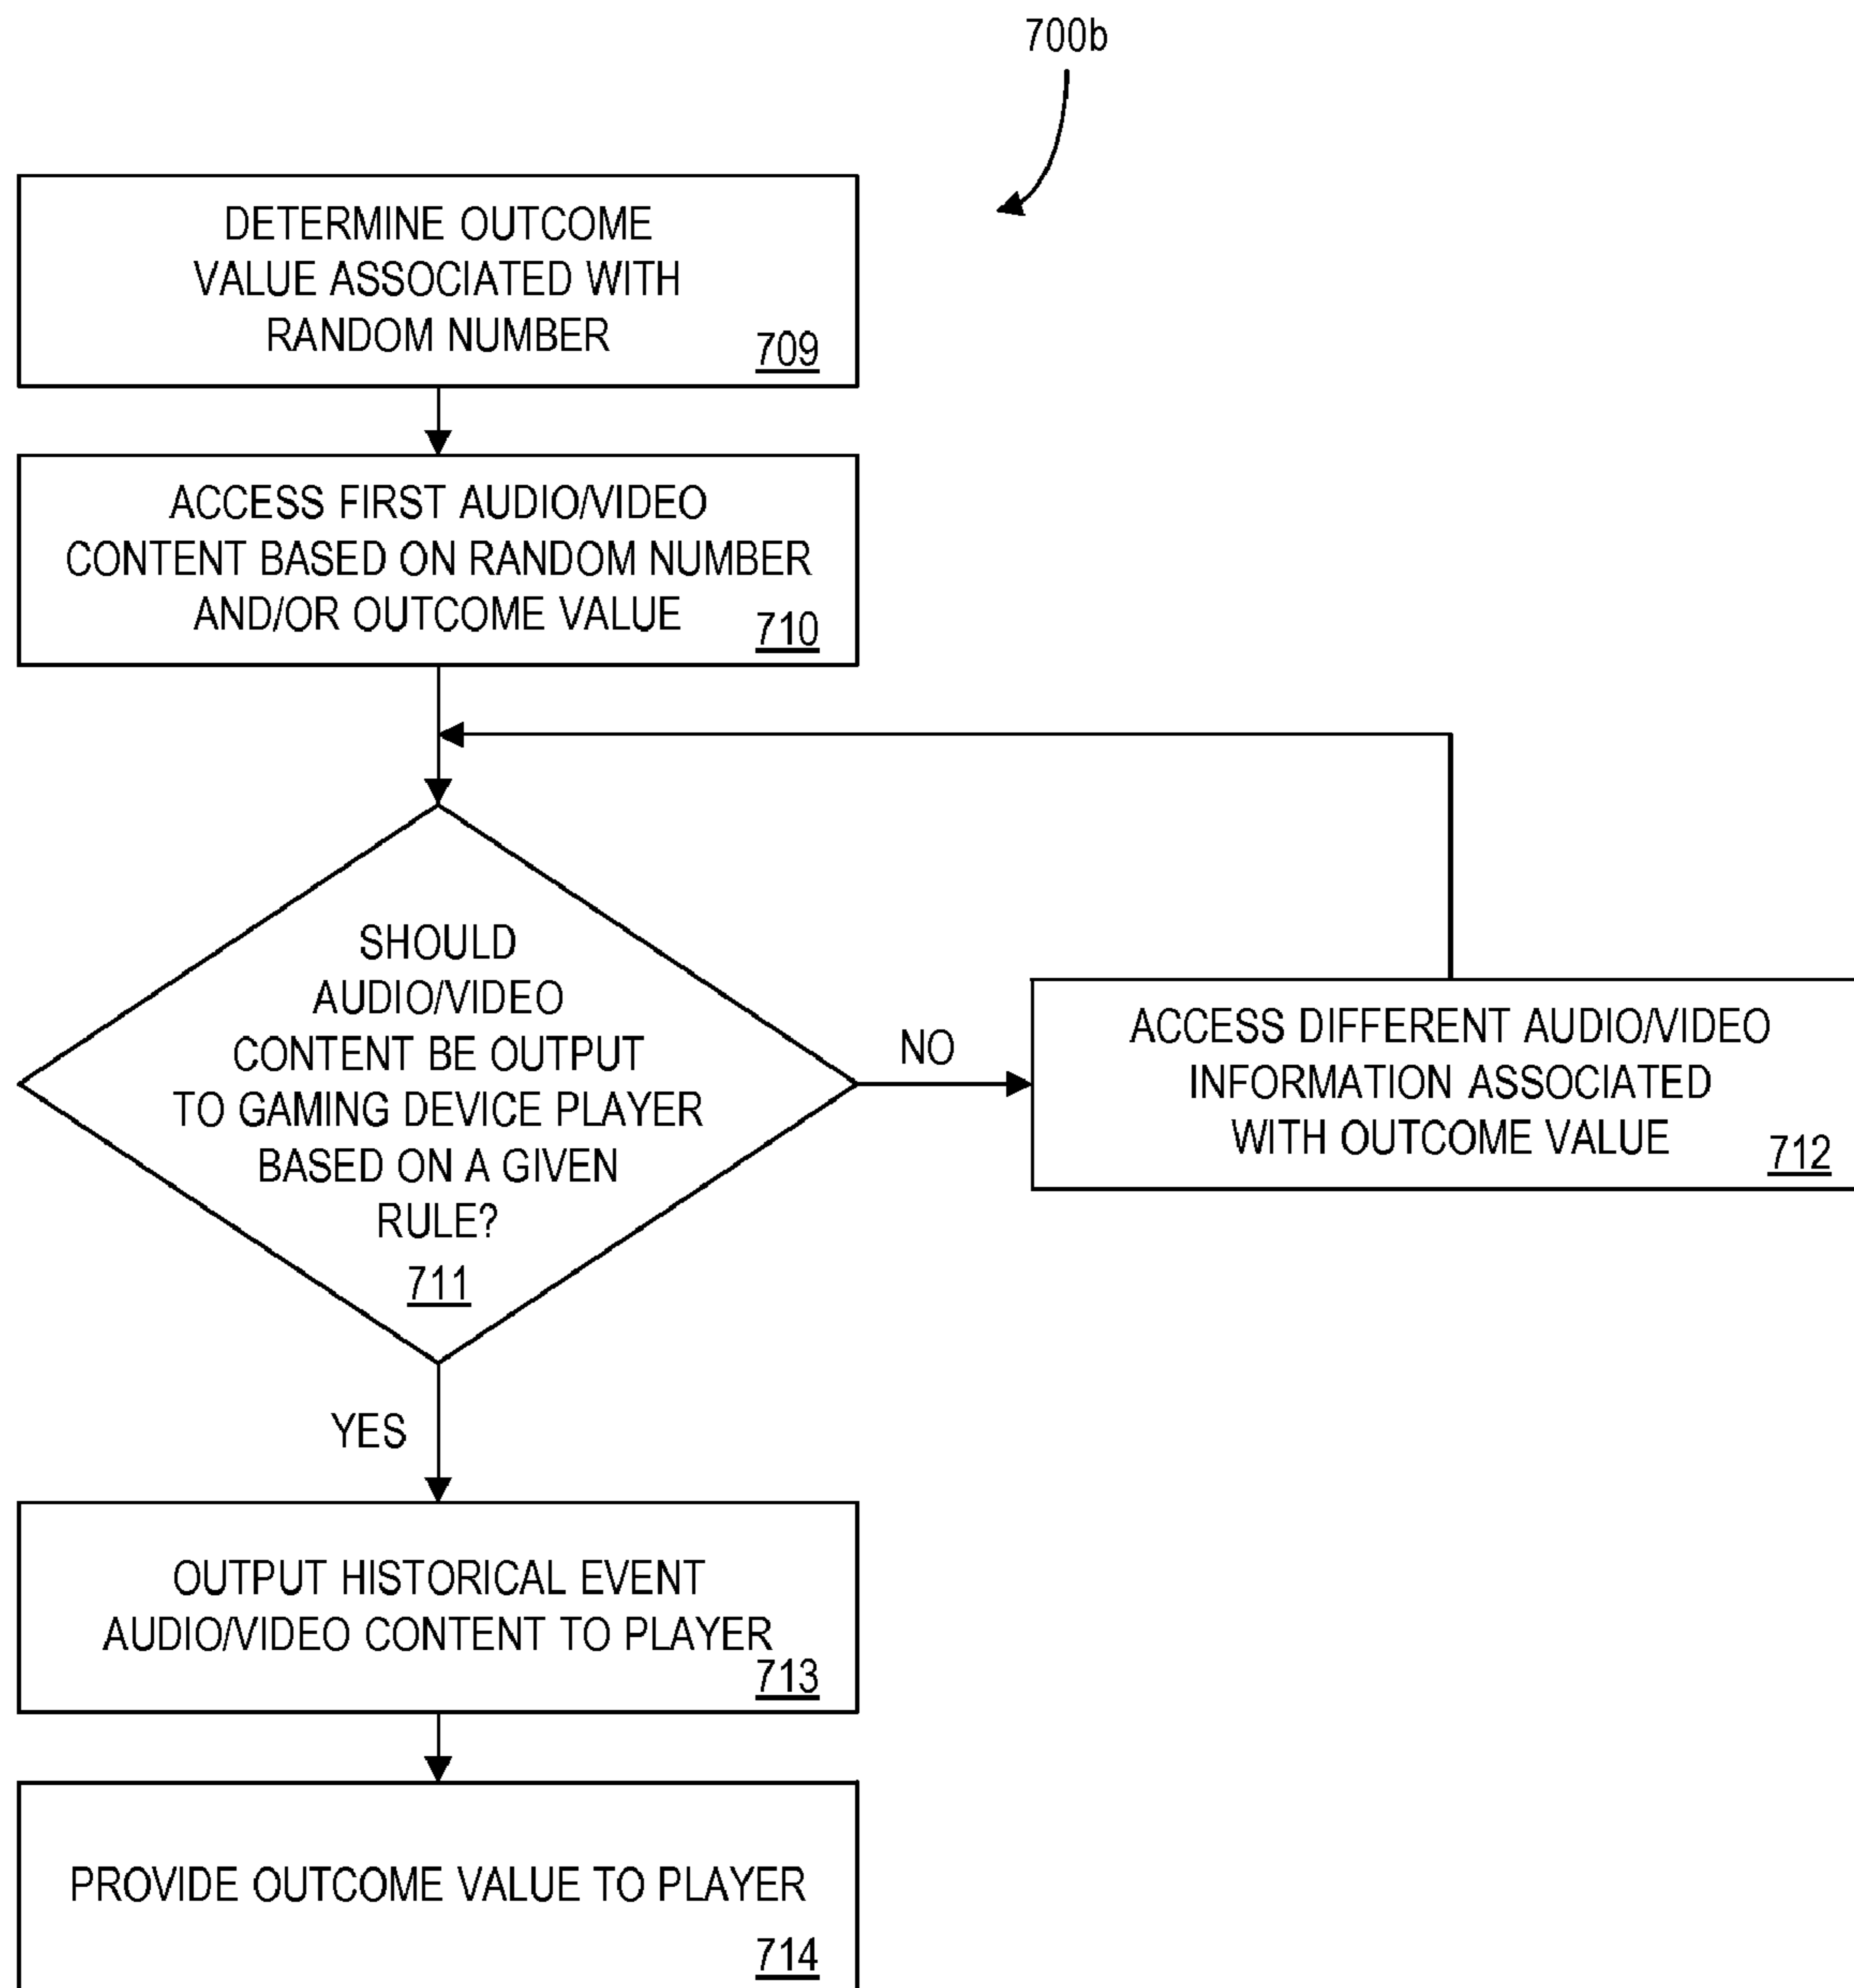 700b
DETERMINE OUTCOME
VALUE ASSOCIATED WITH
RANDOM NUMBER
709
ACCESS FIRST AUDIO/VIDEO
CONTENT BASED ON RANDOM NUMBER
AND/OR OUTCOME VALUE
710
SHOULD
AUDIO/VIDEO
CONTENT BE OUTPUT
TO GAMING DEVICE PLAYER
BASED ON A GIVEN
RULE?
711
NO
ACCESS DIFFERENT AUDIO/VIDEO
INFORMATION ASSOCIATED
WITH OUTCOME VALUE
712
YES
OUTPUT HISTORICAL EVENT
AUDIO/VIDEO CONTENT TO PLAYER
713
PROVIDE OUTCOME VALUE TO PLAYER
714